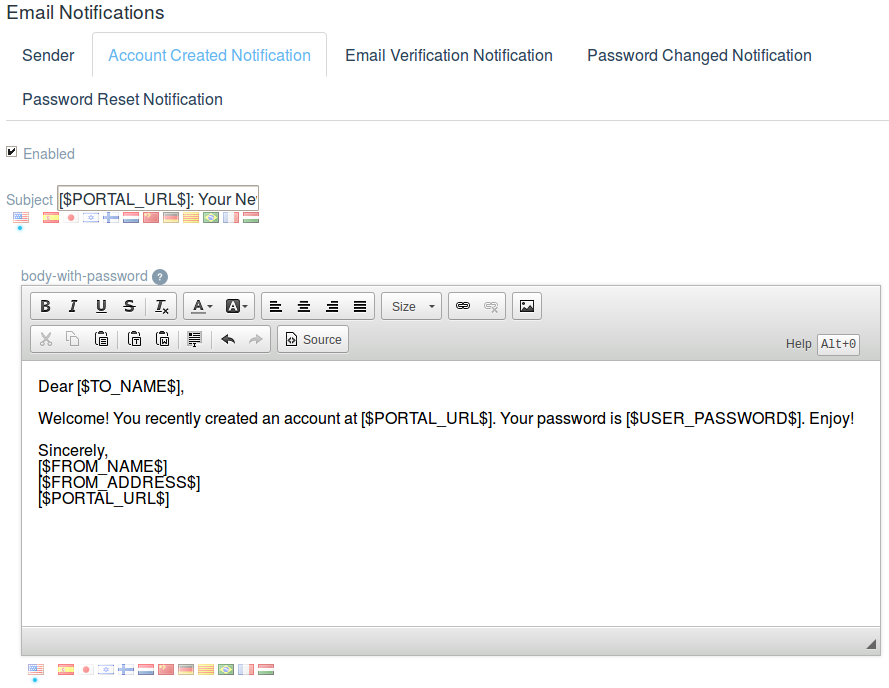 Email Notifications
Sender Account Created Notification Email Verification Notification Password Changed Notification
Password Reset Notification
Enabled
Subject [$PORTAL_URL$]: Your Ne
body-with-password ?
B I U S Tx A A Size
Source Help Alt+0
Dear [$TO_NAME$],
Welcome! You recently created an account at [$PORTAL_URL$]. Your password is [$USER_PASSWORD$]. Enjoy!
Sincerely,
[$FROM_NAME$]
[$FROM_ADDRESS$]
[$PORTAL_URL$]